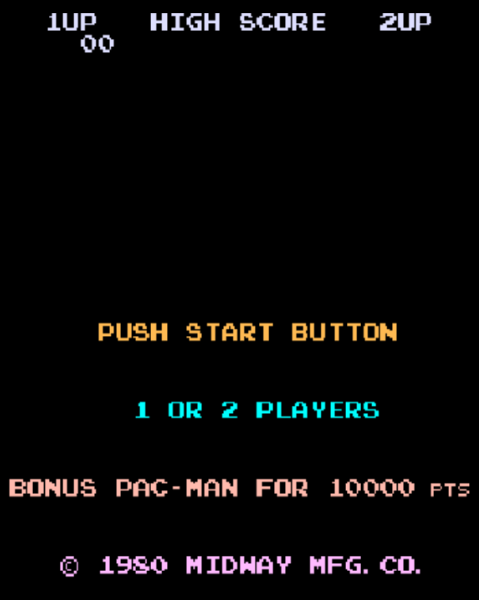 1UP HIGH SCORE 2UP
00
PUSH START BUTTON
1 OR 2 PLAYERS
BONUS PAC-MAN FOR 10000 PTS
© 1980 MIDWAY MFG. CO.